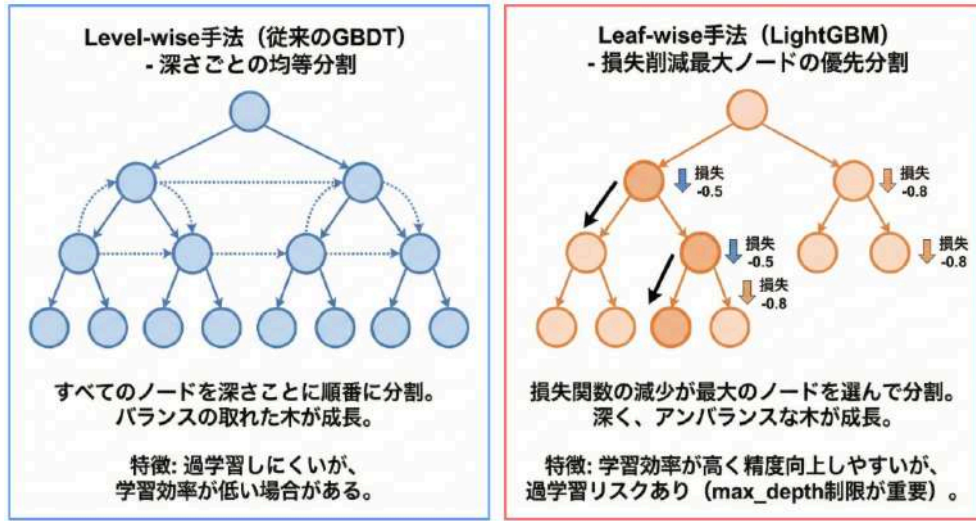 Level-wise手法（従来のGBDT）
- 深さごとの均等分割
すべてのノードを深さことに順番に分割。
バランスの取れた木が成長。
特徴: 過学習しにくいが、
学習効率が低い場合がある。
Leaf-wise手法（LightGBM）
- 損失削減最大ノードの優先分割
損失
-0.5
損失
-0.8
損失
-0.5
損失
-0.8
損失
-0.8
損失関数の減少が最大のノードを選んで分割。
深く、アンバランスな木が成長。
特徴: 学習効率が高く精度向上しやすいが、
過学習リスクあり（max_depth制限が重要）。